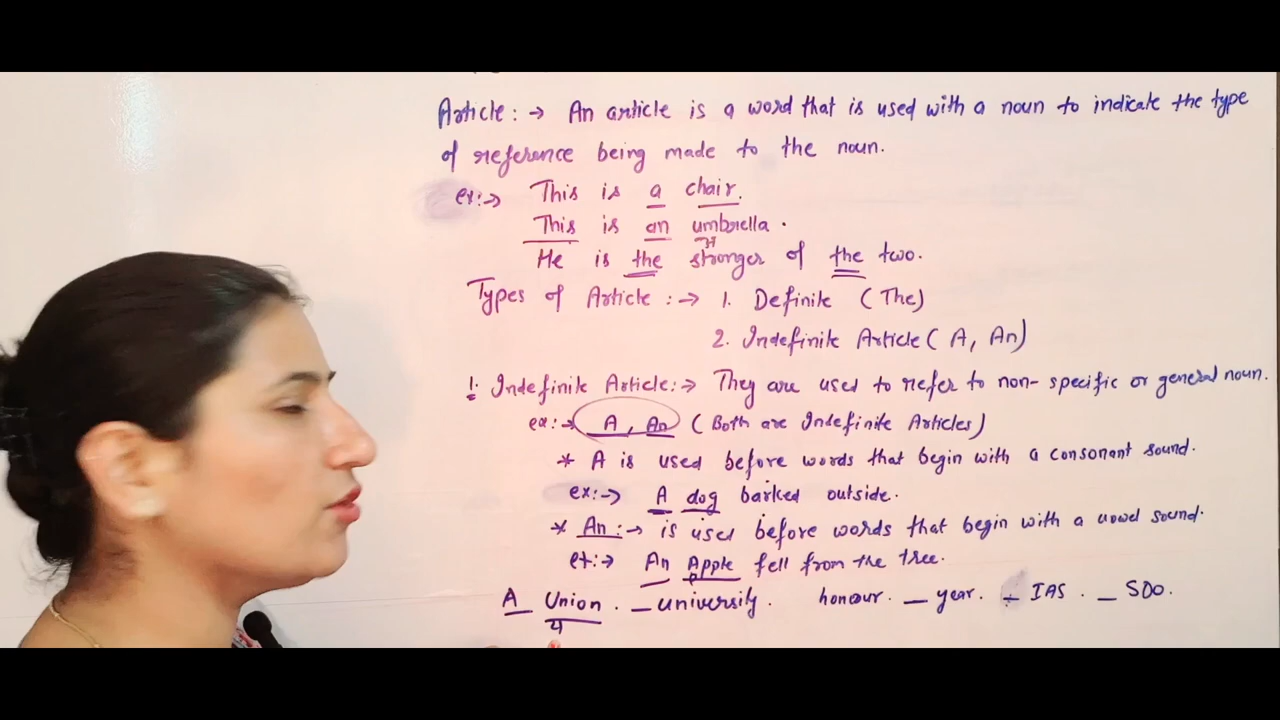 Article :→ An article is a word that is used with a noun to indicate the type
of reference being made to the noun.
ex:→ This is a chair.
This is an umbrella.
अ
He is the stronger of the two.
Types of Article :→ 1. Definite (The)
2. Indefinite Article (A, An)
1. Indefinite Article:→ They are used to refer to non-specific or general noun.
ex:→ A, An (Both are Indefinite Articles)
* A is used before words that begin with a consonant sound.
ex:→ A dog barked outside.
* An:→ is used before words that begin with a vowel sound.
ex:→ An Apple fell from the tree.
A Union. _ university. honour. _ year. _ IAS. _ SDO.
य